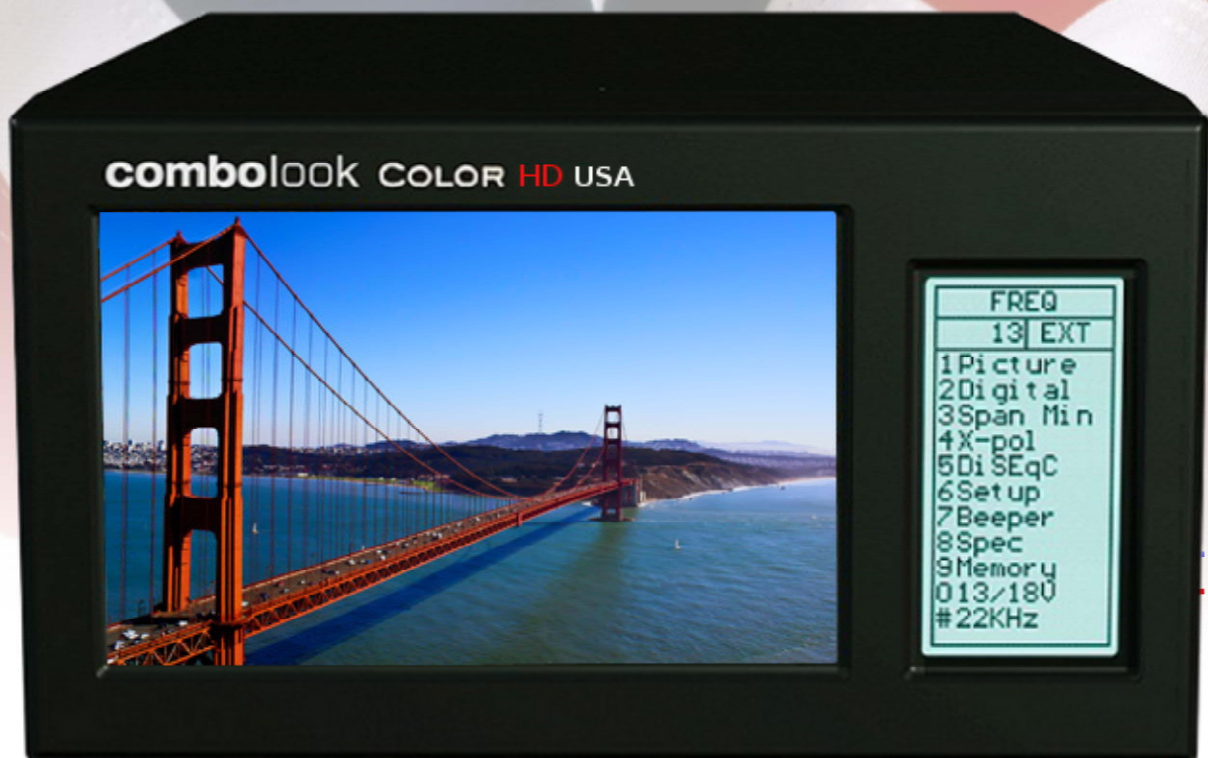 combolook COLOR HD USA
FREQ
13 EXT
1Picture
2Digital
3Span Min
4X-pol
5DiSEqC
6Setup
7Beeper
8Spec
9Memory
013/18V
#22KHz